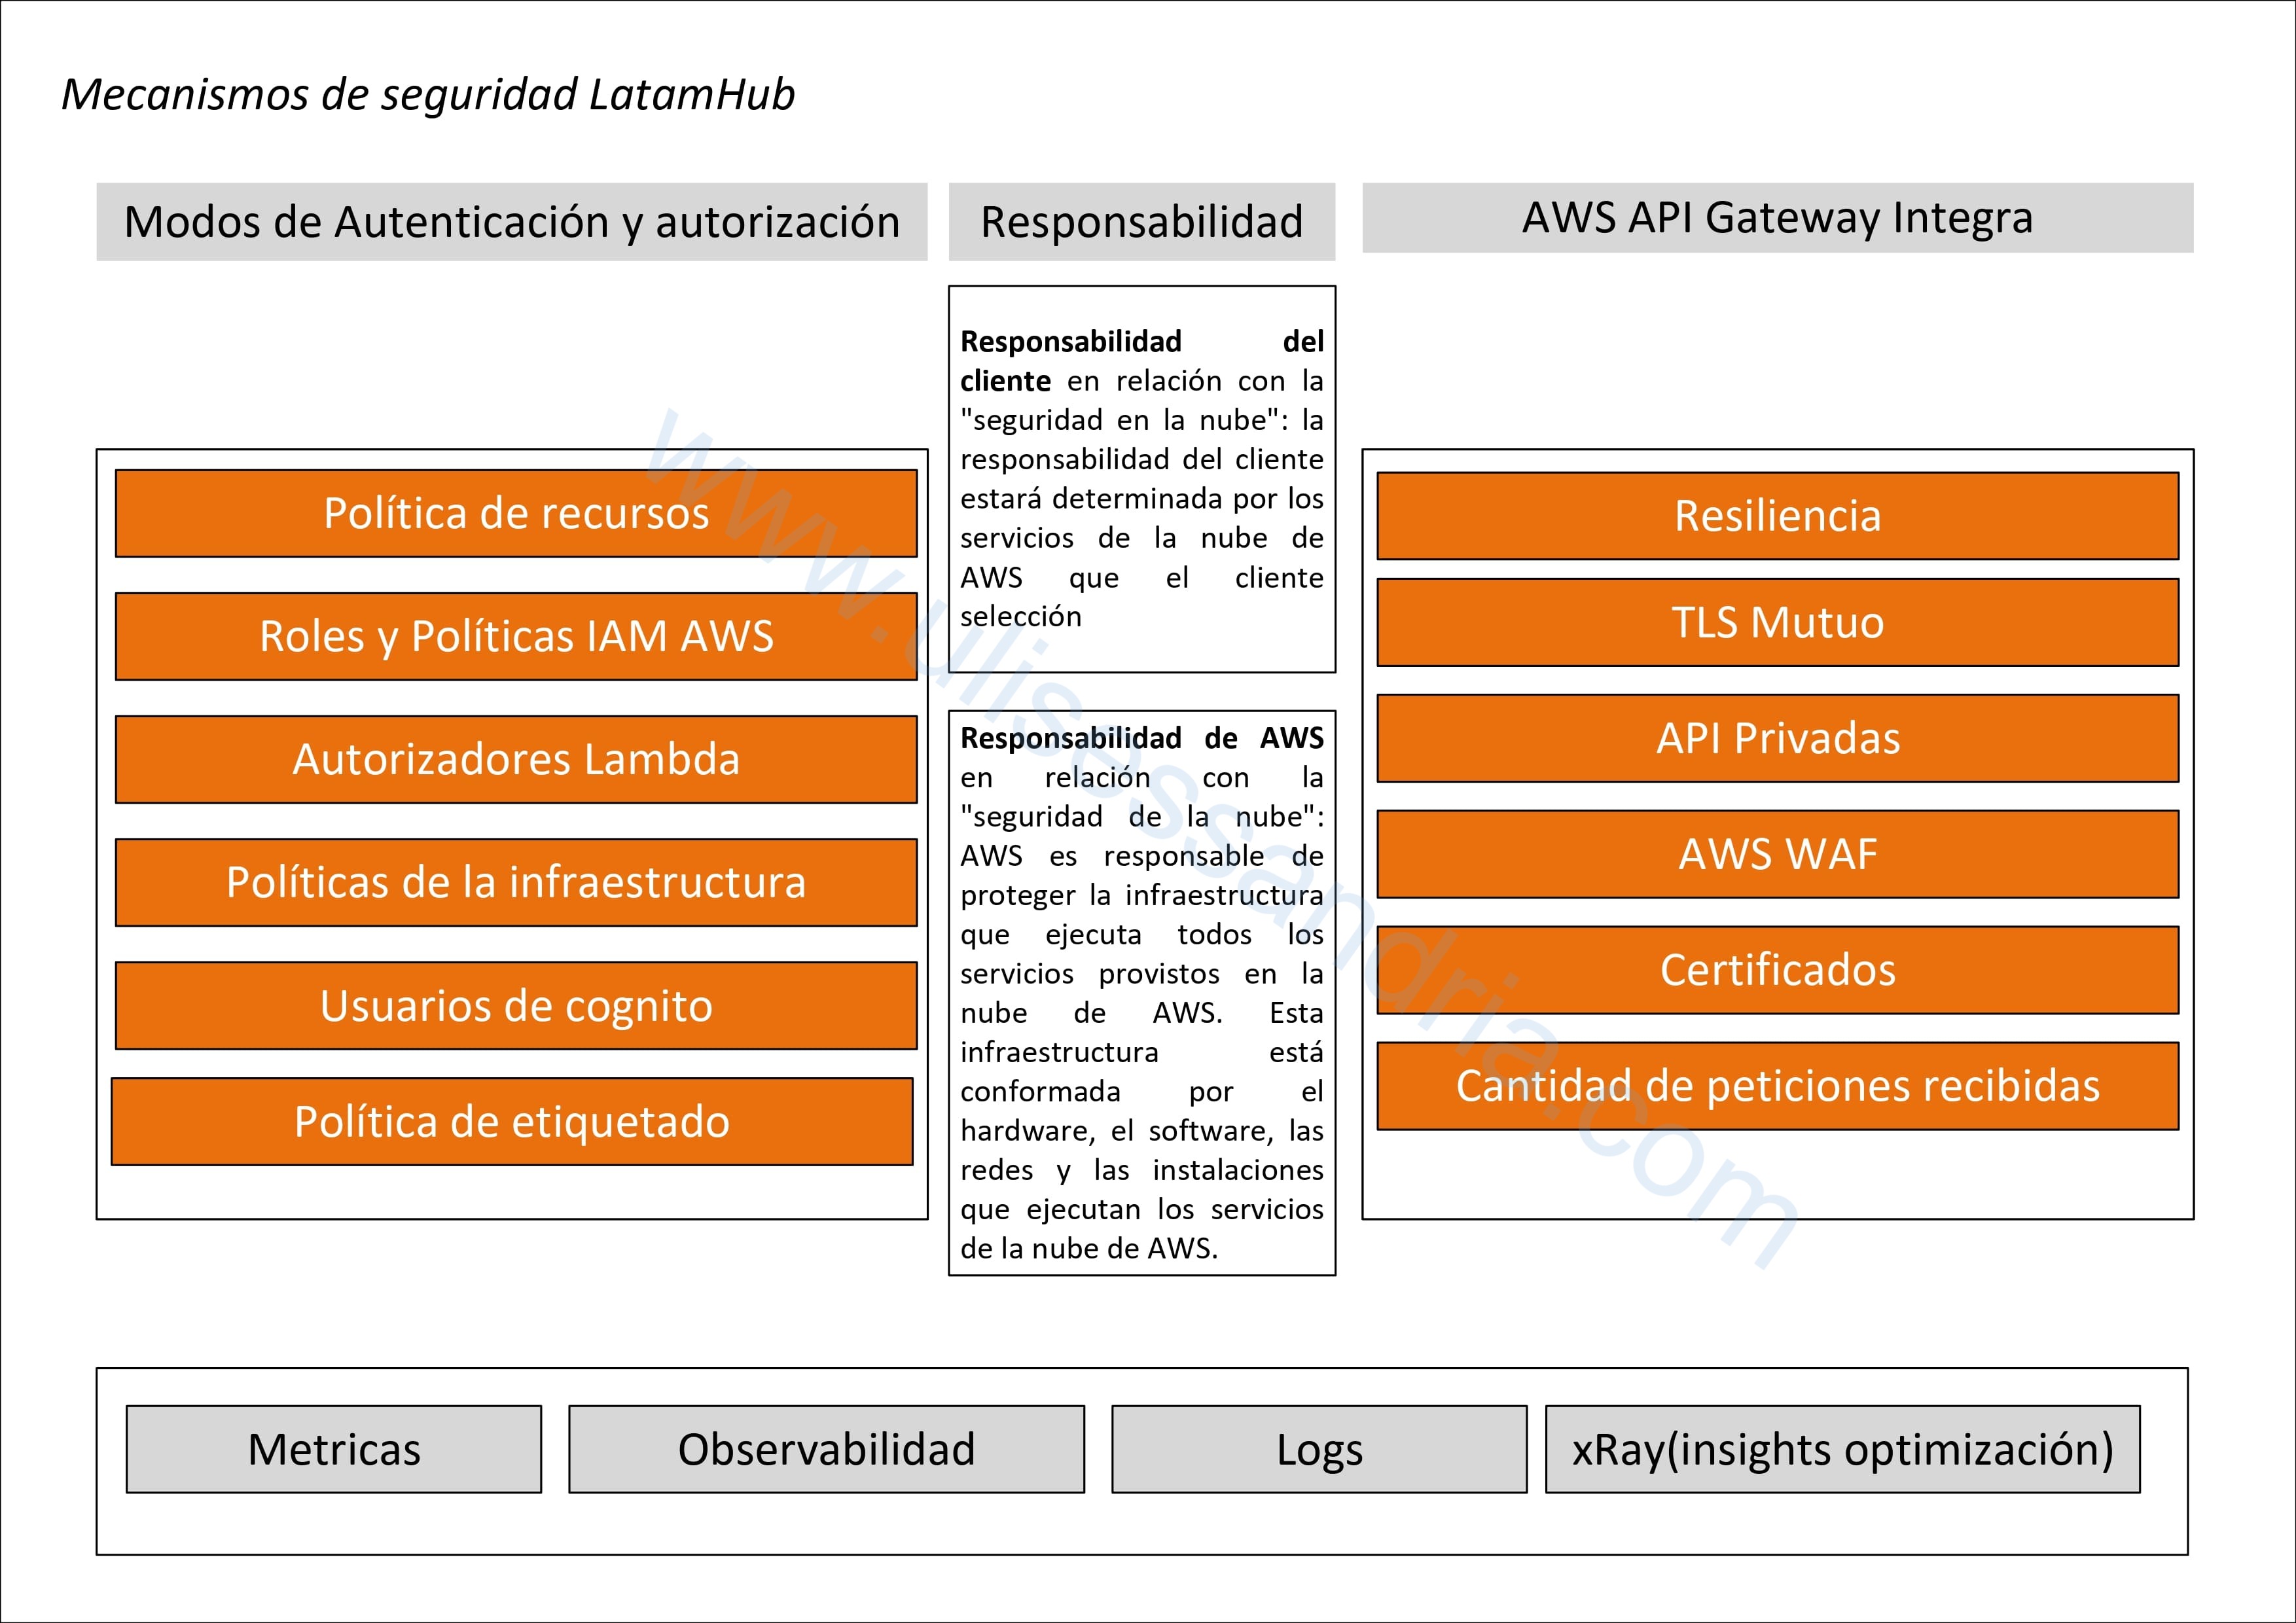 Mecanismos de seguridad LatamHub
Modos de Autenticación y autorización
Política de recursos
Roles y Políticas IAM AWS
Autorizadores Lambda
Políticas de la infraestructura
Usuarios de cognito
Política de etiquetado
Responsabilidad
Responsabilidad del
cliente en relación con la
"seguridad en la nube": la
responsabilidad del cliente
estará determinada por los
servicios de la nube de
AWS que el cliente
selección
Responsabilidad de AWS
en relación con la
"seguridad de la nube":
AWS es responsable de
proteger la infraestructura
que ejecuta todos los
servicios provistos en la
nube de AWS. Esta
infraestructura está
conformada por el
hardware, el software, las
redes y las instalaciones
que ejecutan los servicios
de la nube de AWS.
AWS API Gateway Integra
Resiliencia
TLS Mutuo
API Privadas
AWS WAF
Certificados
Cantidad de peticiones recibidas
Metricas
Observabilidad
Logs
xRay(insights optimización)
www.ulisessandria.com